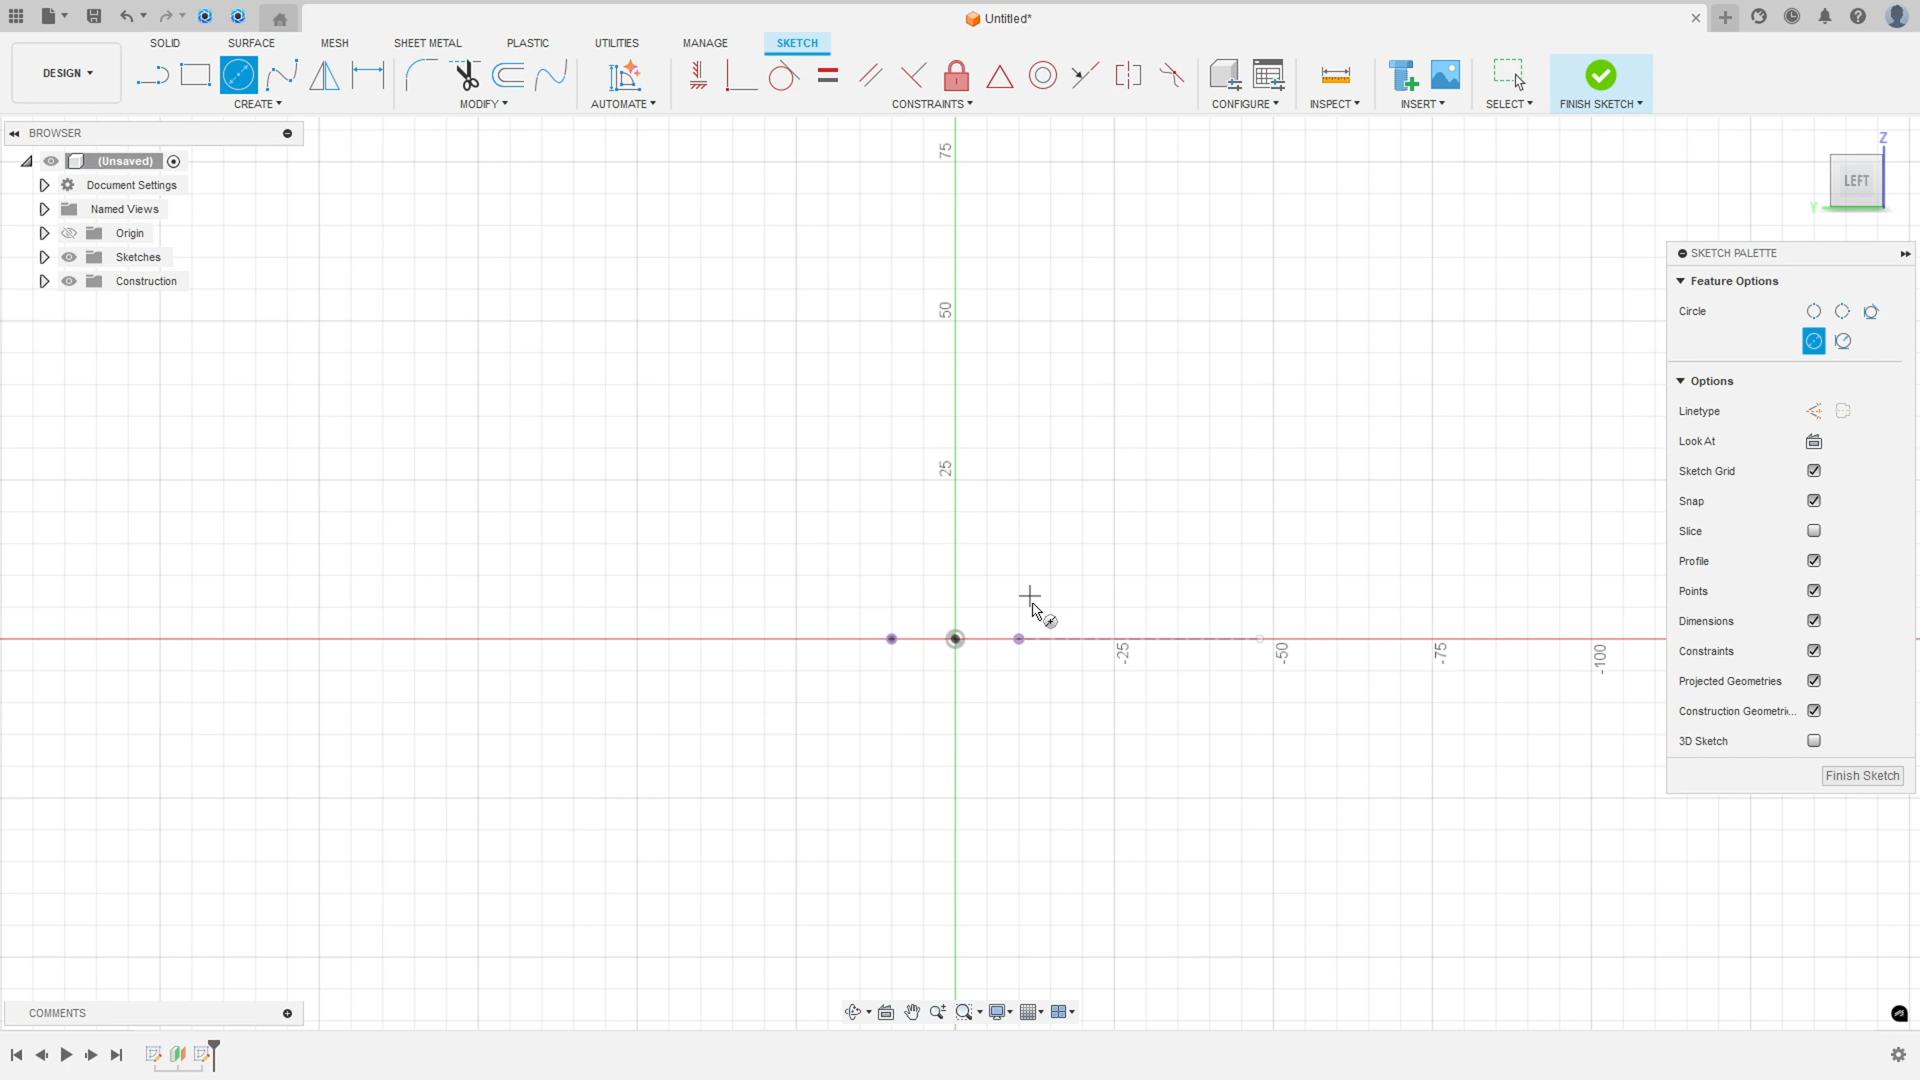 Untitled*
SOLID
SURFACE
MESH
SHEET METAL
PLASTIC
UTILITIES
MANAGE
SKETCH
DESIGN
CREATE
MODIFY
AUTOMATE
CONSTRAINTS
CONFIGURE
INSPECT
INSERT
SELECT
FINISH SKETCH
BROWSER
(Unsaved)
Document Settings
Named Views
Origin
Sketches
Construction
75
50
25
-25
-50
-75
-100
Z
LEFT
Y
SKETCH PALETTE
Feature Options
Circle
Options
Linetype
Look At
Sketch Grid
Snap
Slice
Profile
Points
Dimensions
Constraints
Projected Geometries
Construction Geometri...
3D Sketch
Finish Sketch
COMMENTS